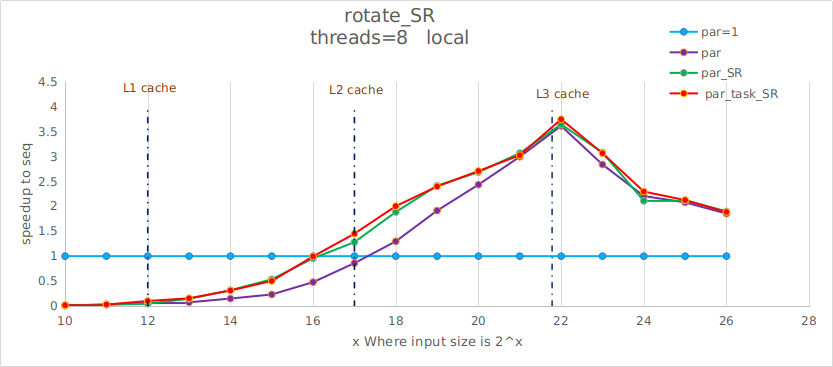 rotate_SR
threads=8 local
par=1
par
par_SR
par_task_SR
L1 cache
L2 cache
L3 cache
speedup to seq
4.5
4
3.5
3
2.5
2
1.5
1
0.5
0
10 12 14 16 18 20 22 24 26 28
x Where input size is 2^x